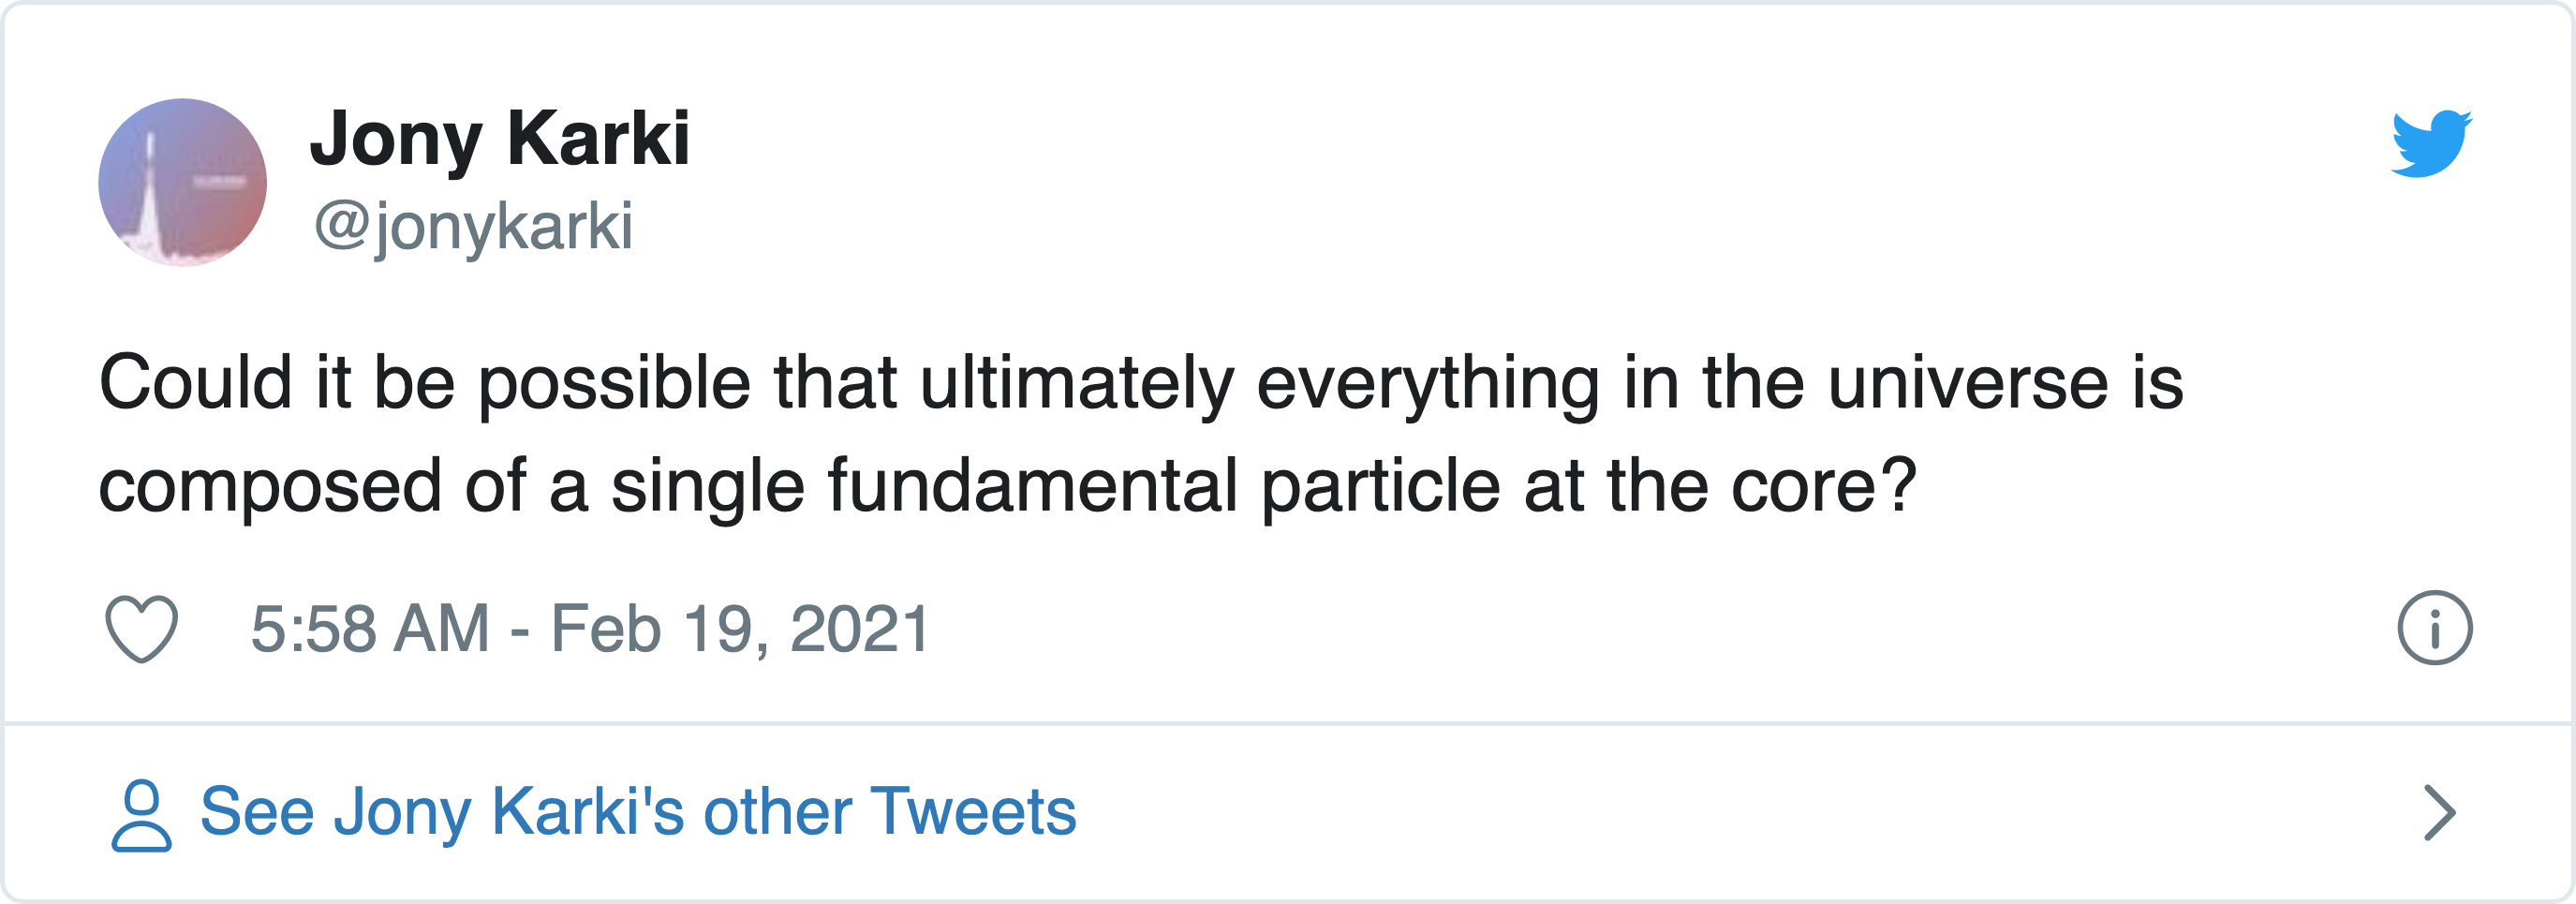 Jony Karki
@jonykarki
Could it be possible that ultimately everything in the universe is
composed of a single fundamental particle at the core?
5:58 AM - Feb 19, 2021
See Jony Karki's other Tweets